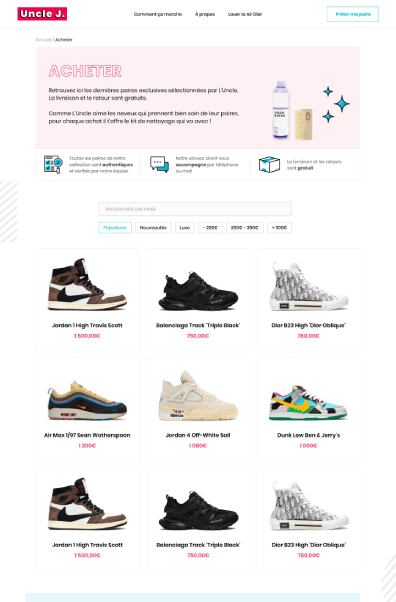 Uncle J.
Comment ça marche
À propos
Louer la Air Dior
Prêter ma paire
Accueil / Acheter
ACHETER
Retrouvez ici les dernières paires exclusives sélectionnées par L'Uncle.
La livraison et le retour sont gratuits.
Comme L'Uncle aime les neveux qui prennent bien soin de leur paires,
pour chaque achat il t'offre le kit de nettoyage qui va avec !
Toutes les paires de notre
sélection sont authentiques
et vérifiés par notre équipe
Notre service client vous
accompagne par téléphone
ou mail
La livraison et les retours
sont gratuit
RECHERCHER UNE PAIRE
Populaires
Nouveautés
Luxe
- 200€
200€ - 300€
+ 300€
Jordan 1 High Travis Scott
1 500,00€
Balenciaga Track 'Triple Black'
750,00€
Dior B23 High 'Dior Oblique'
780,00€
Air Max 1/97 Sean Wotherspoon
1 200€
Jordan 4 Off-White Sail
1 080€
Dunk Low Ben & Jerry's
1 000€
Jordan 1 High Travis Scott
1 500,00€
Balenciaga Track 'Triple Black'
750,00€
Dior B23 High 'Dior Oblique'
780,00€